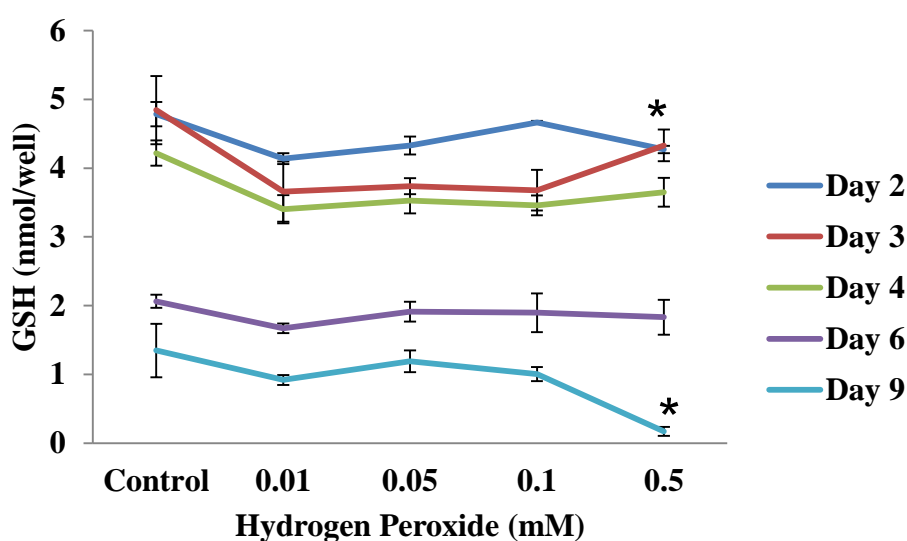 6
5
4
3
2
1
0
GSH (nmol/well)
*
*
Control 0.01 0.05 0.1 0.5
Hydrogen Peroxide (mM)
Day 2
Day 3
Day 4
Day 6
Day 9